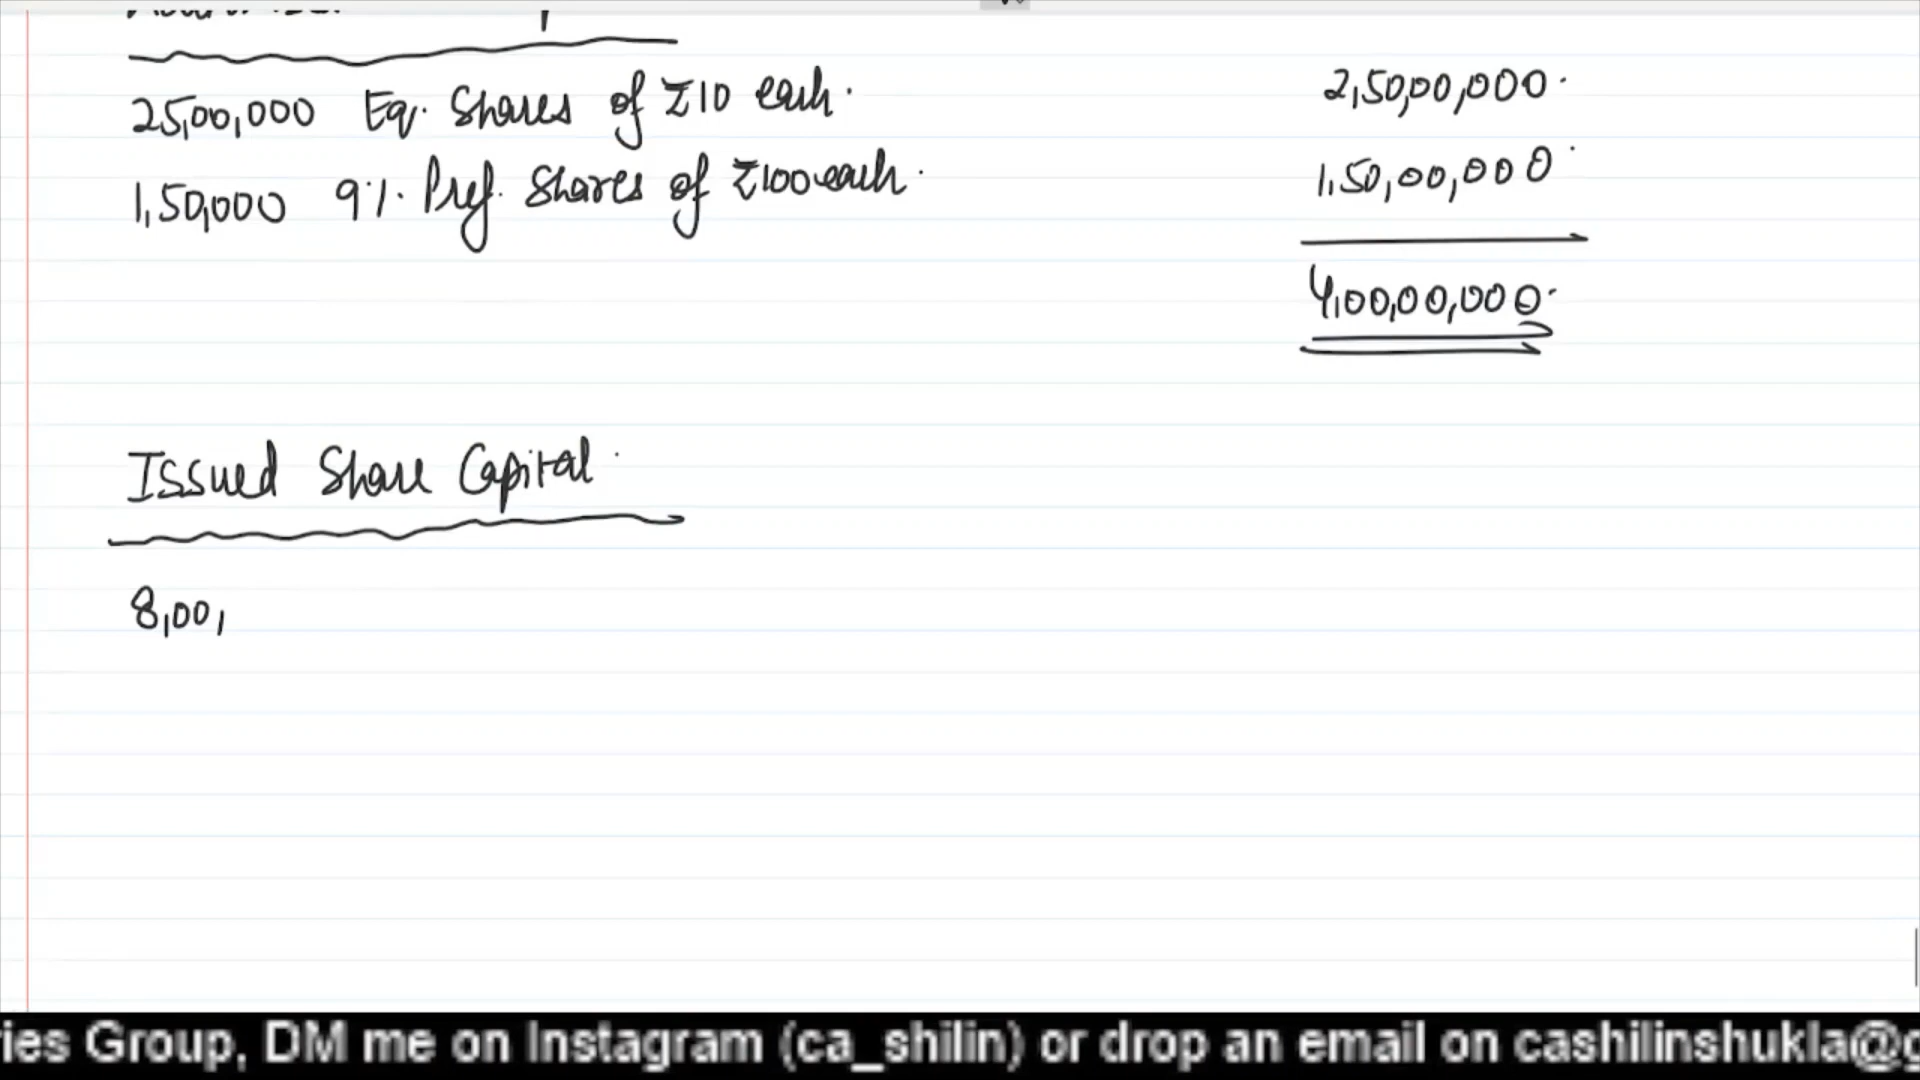 25,00,000 Eq. Shares of ₹10 each. 2,50,00,000.
1,50,000 9%. Pref. Shares of ₹100 each. 1,50,00,000
4,00,00,000.
Issued Share Capital.
8,00,
ries Group, DM me on Instagram (ca_shilin) or drop an email on cashilinshukla@g